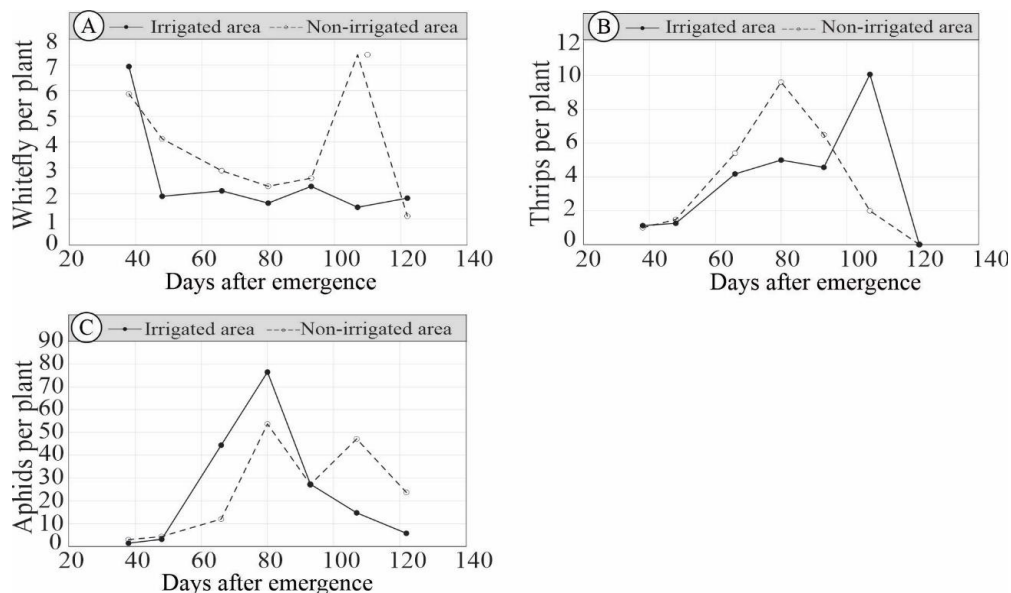 A
Irrigated area Non-irrigated area
Whitefly per plant
8
7
6
5
4
3
2
1
0
20 40 60 80 100 120 140
Days after emergence
B
Irrigated area Non-irrigated area
Thrips per plant
12
10
8
6
4
2
0
20 40 60 80 100 120 140
Days after emergence
C
Irrigated area Non-irrigated area
Aphids per plant
90
80
70
60
50
40
30
20
10
0
20 40 60 80 100 120 140
Days after emergence